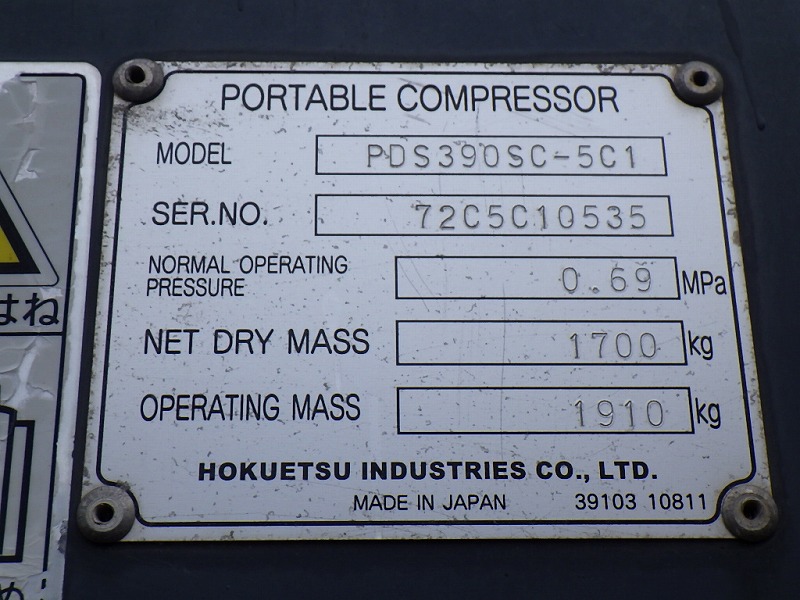 PORTABLE COMPRESSOR
MODEL PDS390SC-5C1
SER.NO. 72C5C10535
NORMAL OPERATING
PRESSURE 0.69 MPa
NET DRY MASS 1700 kg
OPERATING MASS 1910 kg
HOKUETSU INDUSTRIES CO., LTD.
MADE IN JAPAN 39103 10811
はね